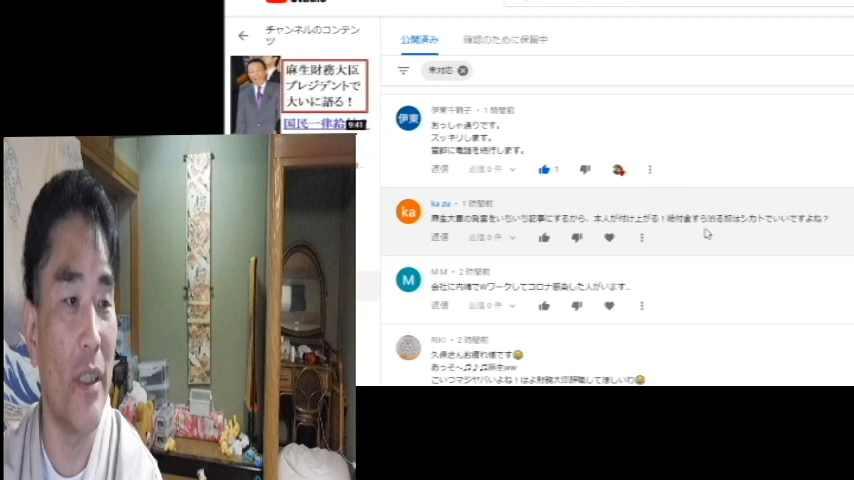 Studio
チャンネルのコンテン
ツ
麻生財務大臣
プレジデントで
大いに語る！
国民一律給
9:41
公開済み
確認のために保留中
未対応
伊東
伊東千鶴子・1時間前
おっしゃ通りです。
スッキリします。
官邸に電話を続行します。
返信 返信0件 1
ka
ka zu・1時間前
麻生大臣の発言をいちいち記事にするから、本人が付け上がる！給付金すら渋る奴はシカトでいいですよね？
返信 返信0件
M
M M・2時間前
会社に内緒でWワークしてコロナ感染した人がいます…
返信 返信0件
RIKI・2時間前
久保さんお疲れ様です😂
あっそ〜♫♪♫麻生ww
こいつマジヤバいよね！はよ財務大臣辞職して欲しいわ😂